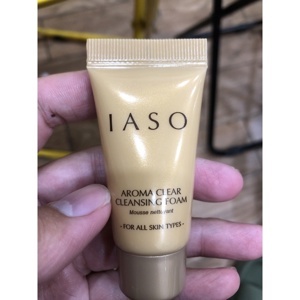 IASO
AROMA CLEAR
CLEANSING FOAM
Mousse nettoyant
-FOR ALL SKIN TYPES-